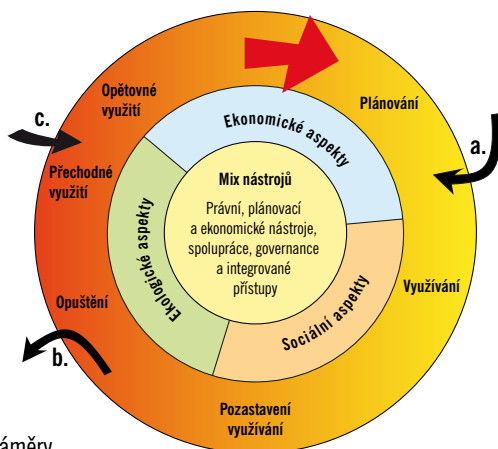 Opětovné
využití
Plánování
c.
a.
Přechodné
využití
Ekonomické aspekty
Mix nástrojů
Právní, plánovací
a ekonomické nástroje,
spolupráce, governance
a integrované
přístupy
Ekologické aspekty
Sociální aspekty
Opuštění
Využívání
b.
Pozastavení
využívání
áměry